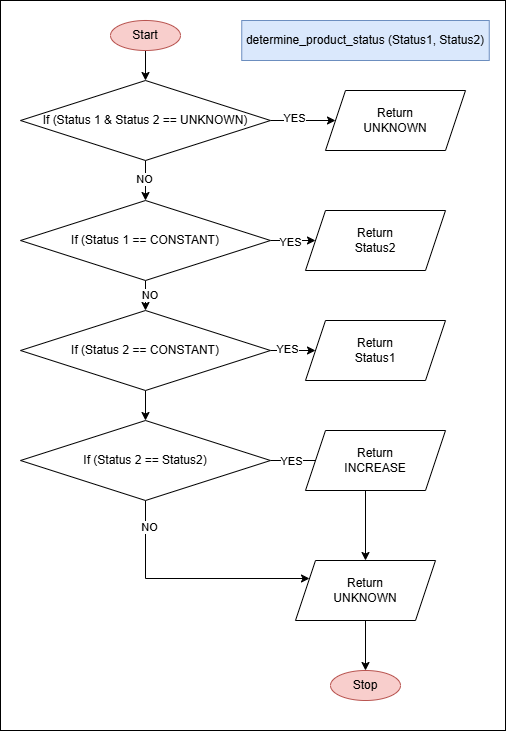 Start
determine_product_status (Status1, Status2)
If (Status 1 & Status 2 == UNKNOWN)
YES
Return
UNKNOWN
NO
If (Status 1 == CONSTANT)
YES
Return
Status2
NO
If (Status 2 == CONSTANT)
YES
Return
Status1
If (Status 2 == Status2)
YES
Return
INCREASE
NO
Return
UNKNOWN
Stop